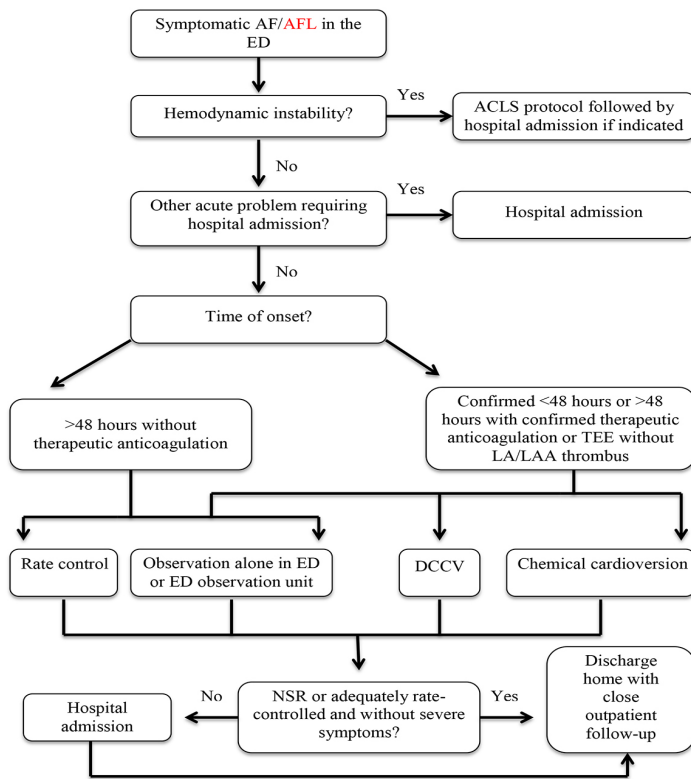 Symptomatic AF/AFL in the
ED
Hemodynamic instability?
Yes
ACLS protocol followed by
hospital admission if indicated
No
Other acute problem requiring
hospital admission?
Yes
Hospital admission
No
Time of onset?
>48 hours without
therapeutic anticoagulation
Confirmed <48 hours or >48
hours with confirmed therapeutic
anticoagulation or TEE without
LA/LAA thrombus
Rate control
Observation alone in ED
or ED observation unit
DCCV
Chemical cardioversion
Hospital
admission
No
NSR or adequately rate-
controlled and without severe
symptoms?
Yes
Discharge
home with
close
outpatient
follow-up